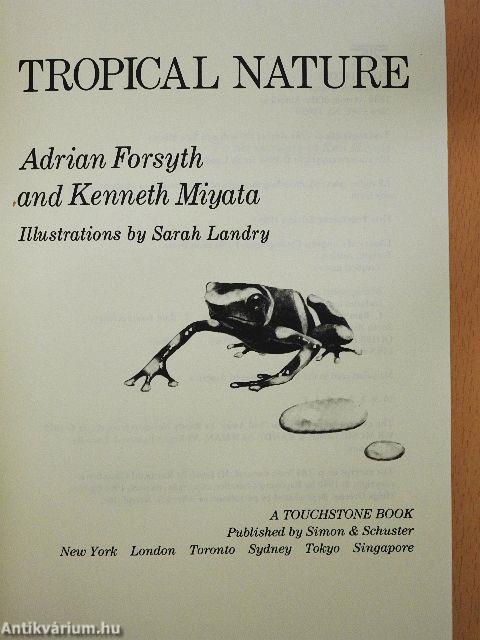 TROPICAL NATURE
Adrian Forsyth
and Kenneth Miyata
Illustrations by Sarah Landry
A TOUCHSTONE BOOK
Published by Simon & Schuster
New York London Toronto Sydney Tokyo Singapore
Antikvárium.hu